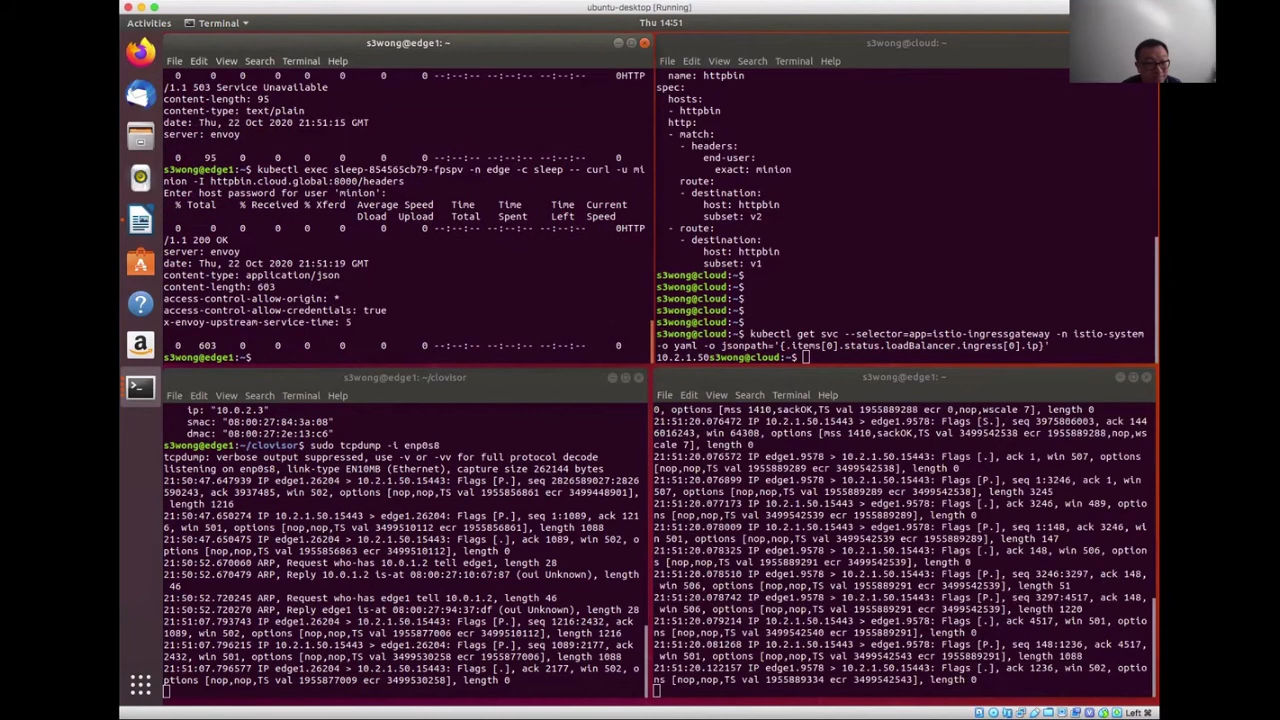 ubuntu-desktop [Running]
Activities
Terminal
Thu 14:51
s3wong@edge1: ~
File Edit View Search Terminal Help
0 0 0 0 0 0 0 0 --:--:-- --:--:-- --:--:-- 0HTTP
/1.1 503 Service Unavailable
content-length: 95
content-type: text/plain
date: Thu, 22 Oct 2020 21:51:15 GMT
server: envoy
0 95 0 0 0 0 0 0 --:--:-- --:--:-- --:--:-- 0
s3wong@edge1:~$ kubectl exec sleep-854565cb79-fpspv -n edge -c sleep -- curl -u mi
nion -I httpbin.cloud.global:8000/headers
Enter host password for user 'minion':
% Total % Received % Xferd Average Speed Time Time Time Current
Dload Upload Total Spent Left Speed
0 0 0 0 0 0 0 0 --:--:-- --:--:-- --:--:-- 0HTTP
/1.1 200 OK
server: envoy
date: Thu, 22 Oct 2020 21:51:19 GMT
content-type: application/json
content-length: 603
access-control-allow-origin: *
access-control-allow-credentials: true
x-envoy-upstream-service-time: 5
0 603 0 0 0 0 0 0 --:--:-- --:--:-- --:--:-- 0
s3wong@edge1:~$
s3wong@cloud: ~
File Edit View Search Terminal Help
name: httpbin
spec:
hosts:
- httpbin
http:
- match:
- headers:
end-user:
exact: minion
route:
- destination:
host: httpbin
subset: v2
- route:
- destination:
host: httpbin
subset: v1
s3wong@cloud:~$
s3wong@cloud:~$
s3wong@cloud:~$
s3wong@cloud:~$
s3wong@cloud:~$
s3wong@cloud:~$ kubectl get svc --selector=app=istio-ingressgateway -n istio-system
-o yaml -o jsonpath='{.items[0].status.loadBalancer.ingress[0].ip}'
10.2.1.50s3wong@cloud:~$
s3wong@edge1: ~/clovisor
File Edit View Search Terminal Help
ip: "10.0.2.3"
smac: "08:00:27:84:3a:08"
dmac: "08:00:27:2e:13:c6"
s3wong@edge1:~/clovisor$ sudo tcpdump -i enp0s8
tcpdump: verbose output suppressed, use -v or -vv for full protocol decode
listening on enp0s8, link-type EN10MB (Ethernet), capture size 262144 bytes
21:50:47.647939 IP edge1.26204 > 10.2.1.50.15443: Flags [P.], seq 2826589027:2826
590243, ack 3937485, win 502, options [nop,nop,TS val 1955856861 ecr 3499448901],
length 1216
21:50:47.650274 IP 10.2.1.50.15443 > edge1.26204: Flags [P.], seq 1:1089, ack 121
6, win 501, options [nop,nop,TS val 3499510112 ecr 1955856861], length 1088
21:50:47.650475 IP edge1.26204 > 10.2.1.50.15443: Flags [.], ack 1089, win 502, o
ptions [nop,nop,TS val 1955856863 ecr 3499510112], length 0
21:50:52.670060 ARP, Request who-has 10.0.1.2 tell edge1, length 28
21:50:52.670479 ARP, Reply 10.0.1.2 is-at 08:00:27:10:67:87 (oui Unknown), length
46
21:50:52.720245 ARP, Request who-has edge1 tell 10.0.1.2, length 46
21:50:52.720270 ARP, Reply edge1 is-at 08:00:27:94:37:df (oui Unknown), length 28
21:51:07.793743 IP edge1.26204 > 10.2.1.50.15443: Flags [P.], seq 1216:2432, ack
1089, win 502, options [nop,nop,TS val 1955877006 ecr 3499510112], length 1216
21:51:07.796215 IP 10.2.1.50.15443 > edge1.26204: Flags [P.], seq 1089:2177, ack
2432, win 501, options [nop,nop,TS val 3499530258 ecr 1955877006], length 1088
21:51:07.796577 IP edge1.26204 > 10.2.1.50.15443: Flags [.], ack 2177, win 502, o
ptions [nop,nop,TS val 1955877009 ecr 3499530258], length 0
s3wong@edge1: ~
File Edit View Search Terminal Help
0, options [mss 1410,sackOK,TS val 1955889288 ecr 0,nop,wscale 7], length 0
21:51:20.076472 IP 10.2.1.50.15443 > edge1.9578: Flags [S.], seq 3975806003, ack 144
6016243, win 64308, options [mss 1410,sackOK,TS val 3499542538 ecr 1955889288,nop,ws
cale 7], length 0
21:51:20.076572 IP edge1.9578 > 10.2.1.50.15443: Flags [.], ack 1, win 507, options
[nop,nop,TS val 1955889289 ecr 3499542538], length 0
21:51:20.076899 IP edge1.9578 > 10.2.1.50.15443: Flags [P.], seq 1:3246, ack 1, win
507, options [nop,nop,TS val 1955889289 ecr 3499542538], length 3245
21:51:20.077173 IP 10.2.1.50.15443 > edge1.9578: Flags [.], ack 3246, win 489, optio
ns [nop,nop,TS val 3499542539 ecr 1955889289], length 0
21:51:20.078009 IP 10.2.1.50.15443 > edge1.9578: Flags [P.], seq 1:148, ack 3246, wi
n 501, options [nop,nop,TS val 3499542539 ecr 1955889289], length 147
21:51:20.078325 IP edge1.9578 > 10.2.1.50.15443: Flags [.], ack 148, win 506, option
s [nop,nop,TS val 1955889291 ecr 3499542539], length 0
21:51:20.078510 IP edge1.9578 > 10.2.1.50.15443: Flags [P.], seq 3246:3297, ack 148,
win 506, options [nop,nop,TS val 1955889291 ecr 3499542539], length 51
21:51:20.078742 IP edge1.9578 > 10.2.1.50.15443: Flags [P.], seq 3297:4517, ack 148,
win 506, options [nop,nop,TS val 1955889291 ecr 3499542539], length 1220
21:51:20.079214 IP 10.2.1.50.15443 > edge1.9578: Flags [.], ack 4517, win 501, optio
ns [nop,nop,TS val 3499542540 ecr 1955889291], length 0
21:51:20.081268 IP 10.2.1.50.15443 > edge1.9578: Flags [P.], seq 148:1236, ack 4517,
win 501, options [nop,nop,TS val 3499542543 ecr 1955889291], length 1088
21:51:20.122157 IP edge1.9578 > 10.2.1.50.15443: Flags [.], ack 1236, win 502, optio
ns [nop,nop,TS val 1955889334 ecr 3499542543], length 0
Left ⌘